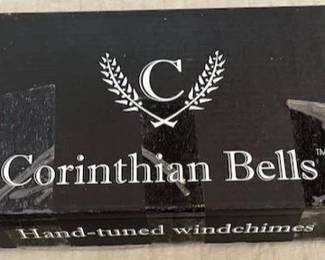 C
Corinthian Bells™
Hand-tuned windchimes